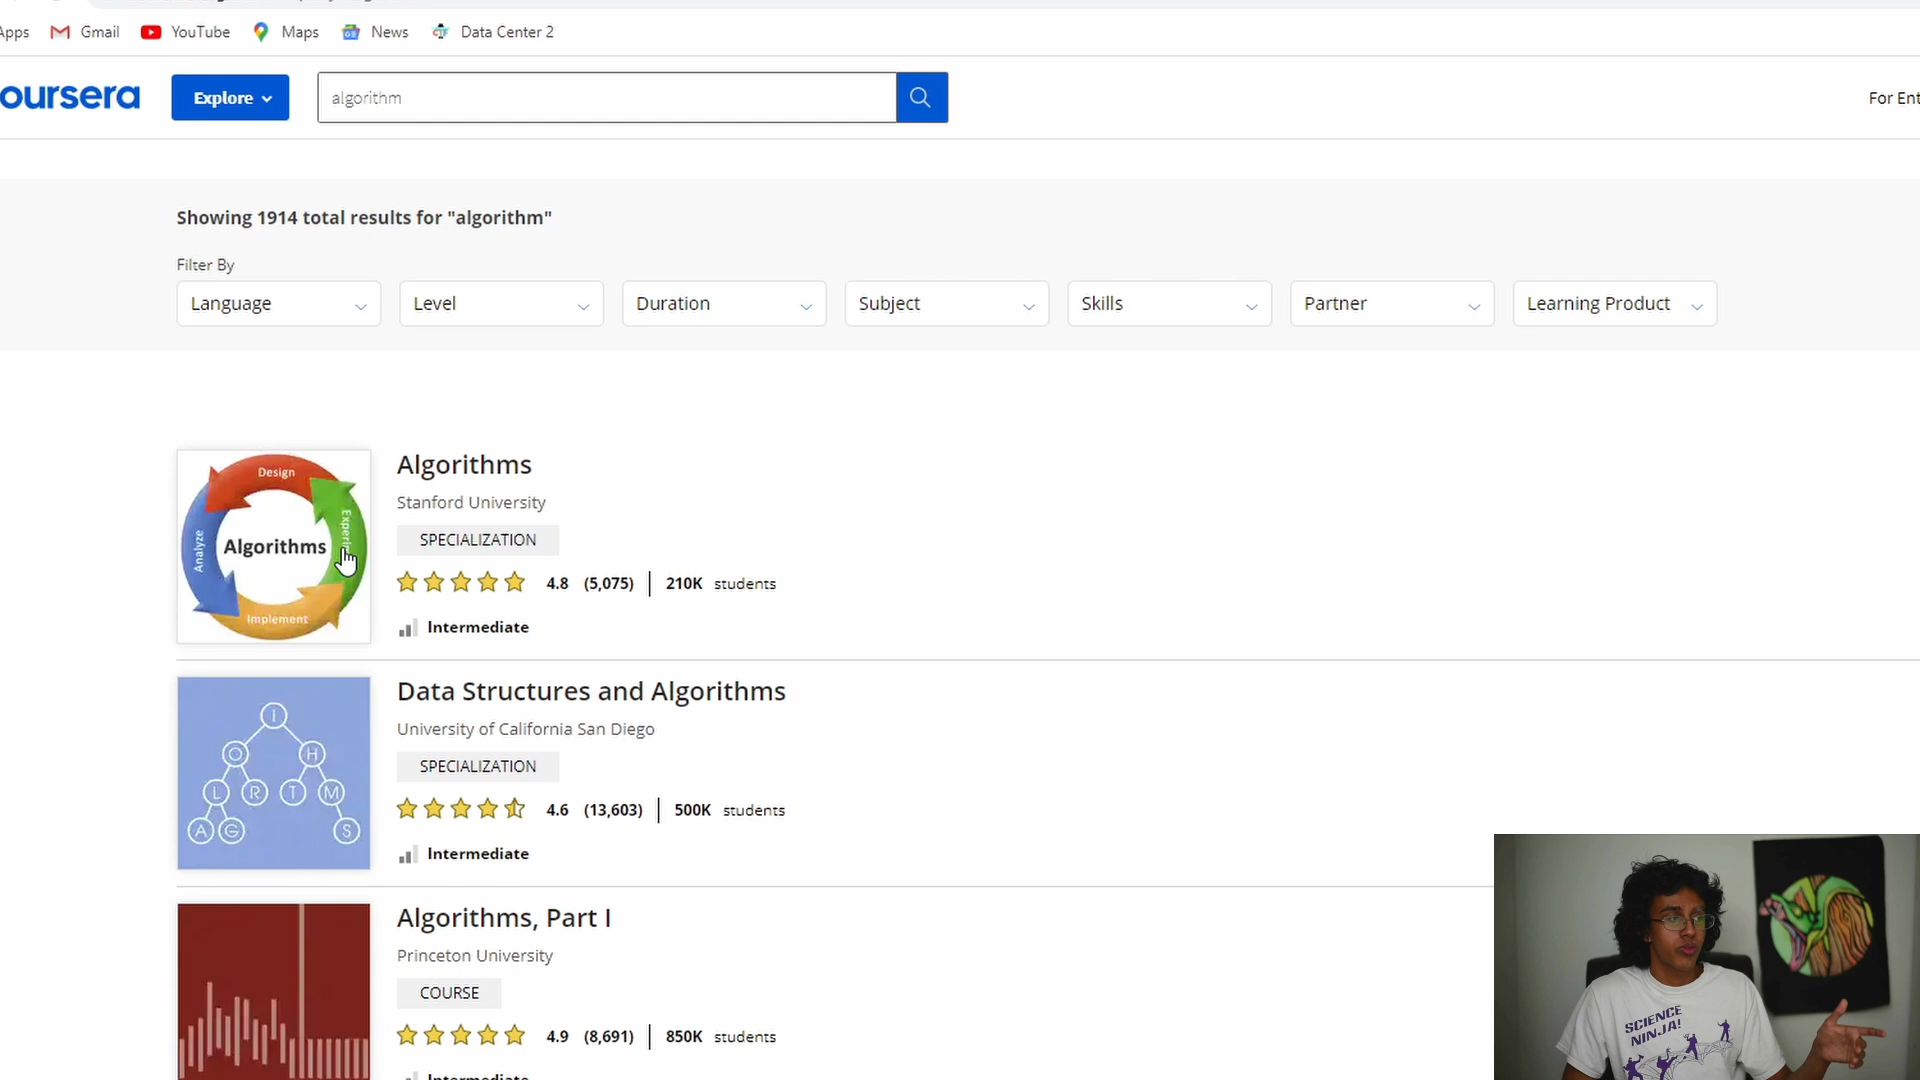 Apps Gmail YouTube Maps News Data Center 2
oursera Explore algorithm For Ent
Showing 1914 total results for "algorithm"
Filter By
Language Level Duration Subject Skills Partner Learning Product
Design
Analyze
Algorithms
Implement
Algorithms
Stanford University
SPECIALIZATION
4.8 (5,075) 210K students
Intermediate
I
O H
L R T M
A G S
Data Structures and Algorithms
University of California San Diego
SPECIALIZATION
4.6 (13,603) 500K students
Intermediate
Algorithms, Part I
Princeton University
COURSE
4.9 (8,691) 850K students
Intermediate
SCIENCE
NINJA!